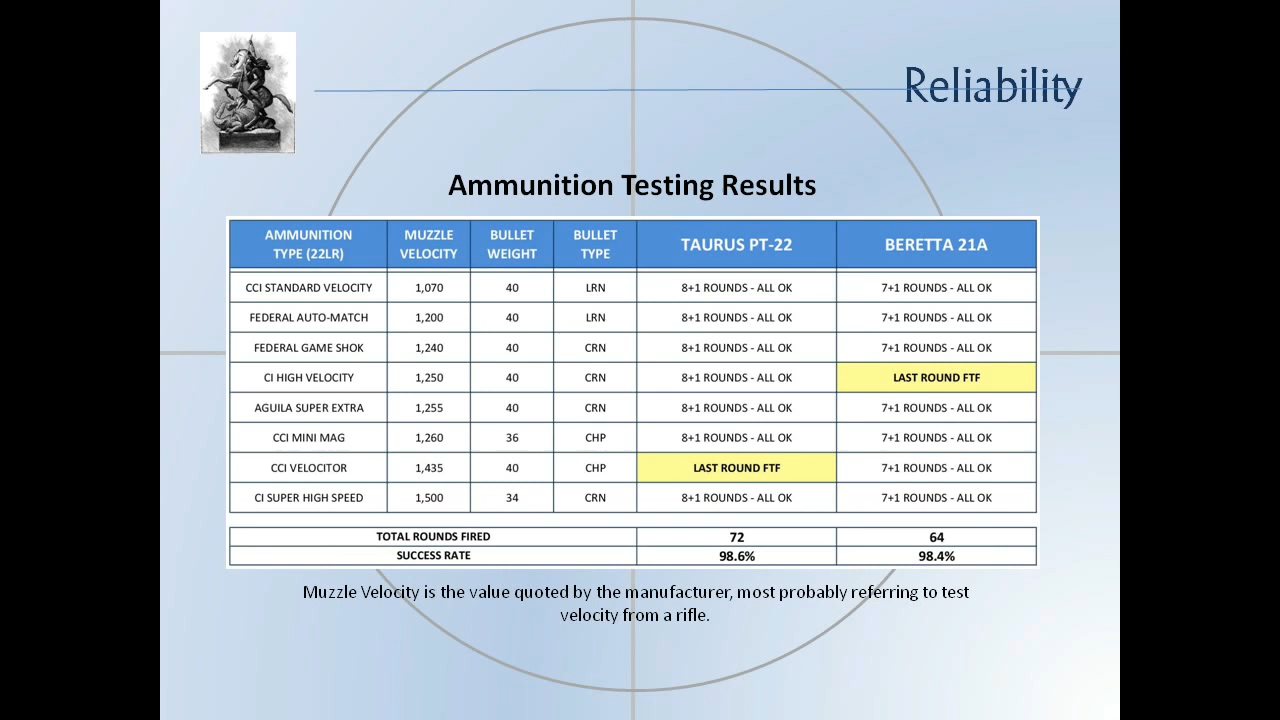 Reliability
Ammunition Testing Results
AMMUNITION TYPE (22LR) MUZZLE VELOCITY BULLET WEIGHT BULLET TYPE TAURUS PT-22 BERETTA 21A
CCI STANDARD VELOCITY 1,070 40 LRN 8+1 ROUNDS - ALL OK 7+1 ROUNDS - ALL OK
FEDERAL AUTO-MATCH 1,200 40 LRN 8+1 ROUNDS - ALL OK 7+1 ROUNDS - ALL OK
FEDERAL GAME SHOK 1,240 40 CRN 8+1 ROUNDS - ALL OK 7+1 ROUNDS - ALL OK
CI HIGH VELOCITY 1,250 40 CRN 8+1 ROUNDS - ALL OK LAST ROUND FTF
AGUILA SUPER EXTRA 1,255 40 CRN 8+1 ROUNDS - ALL OK 7+1 ROUNDS - ALL OK
CCI MINI MAG 1,260 36 CHP 8+1 ROUNDS - ALL OK 7+1 ROUNDS - ALL OK
CCI VELOCITOR 1,435 40 CHP LAST ROUND FTF 7+1 ROUNDS - ALL OK
CI SUPER HIGH SPEED 1,500 34 CRN 8+1 ROUNDS - ALL OK 7+1 ROUNDS - ALL OK
TOTAL ROUNDS FIRED 72 64
SUCCESS RATE 98.6% 98.4%
Muzzle Velocity is the value quoted by the manufacturer, most probably referring to test
velocity from a rifle.